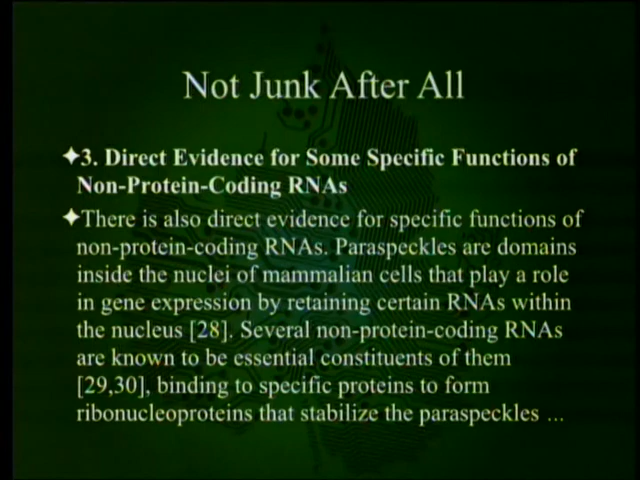 Not Junk After All
✦3. Direct Evidence for Some Specific Functions of
Non-Protein-Coding RNAs
✦There is also direct evidence for specific functions of
non-protein-coding RNAs. Paraspeckles are domains
inside the nuclei of mammalian cells that play a role
in gene expression by retaining certain RNAs within
the nucleus [28]. Several non-protein-coding RNAs
are known to be essential constituents of them
[29,30], binding to specific proteins to form
ribonucleoproteins that stabilize the paraspeckles ...